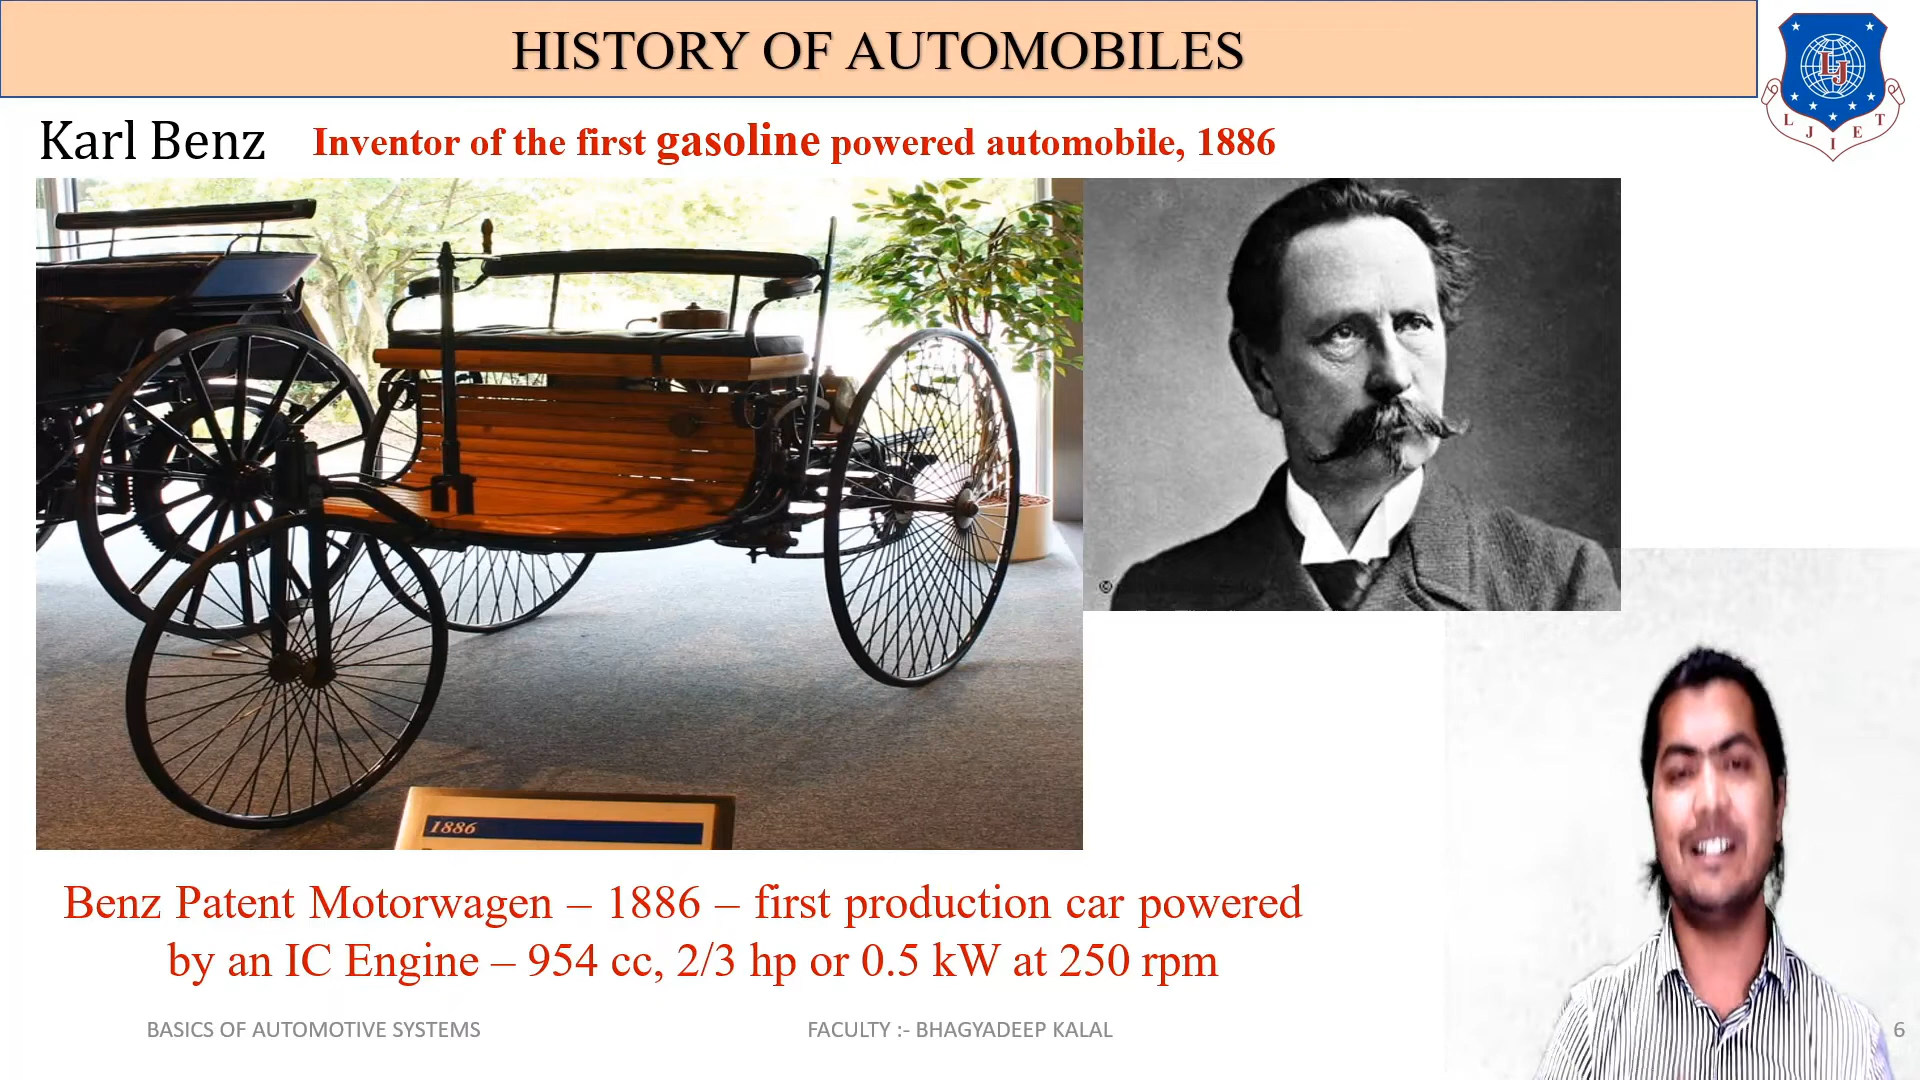 HISTORY OF AUTOMOBILES
LJ
L J I E T
Karl Benz
Inventor of the first gasoline powered automobile, 1886
1886
Benz Patent Motorwagen – 1886 – first production car powered
by an IC Engine – 954 cc, 2/3 hp or 0.5 kW at 250 rpm
BASICS OF AUTOMOTIVE SYSTEMS
FACULTY :- BHAGYADEEP KALAL
6